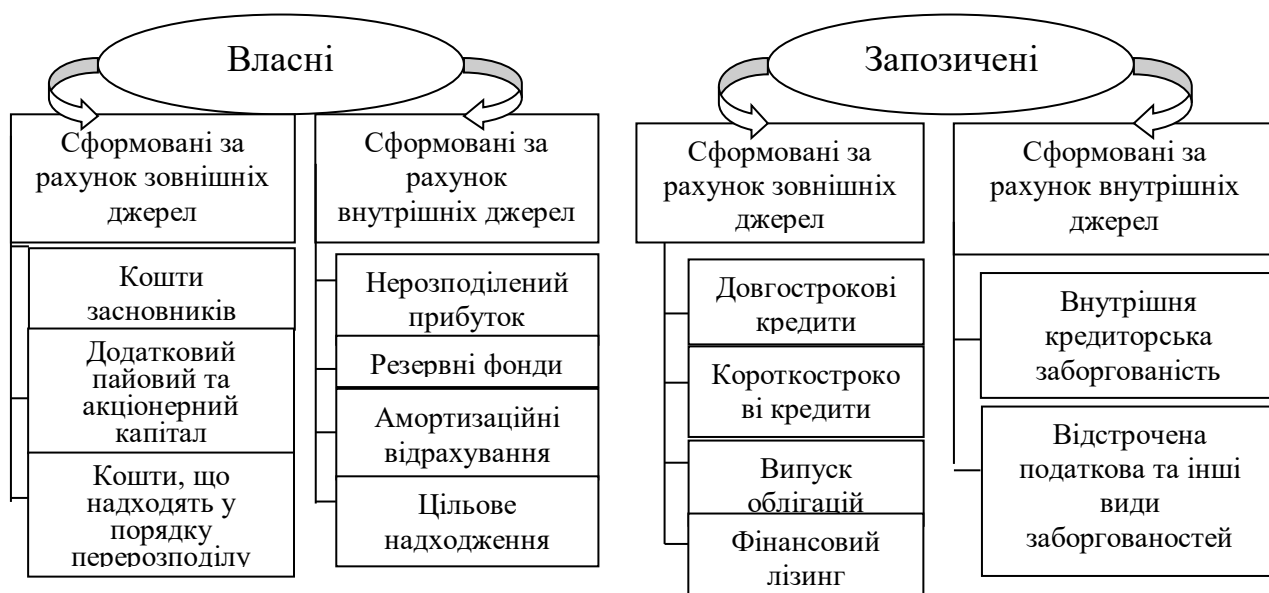 Власні
Сформовані за
рахунок зовнішніх
джерел
Кошти
засновників
Додатковий
пайовий та
акціонерний
капітал
Кошти, що
надходять у
порядку
перерозподілу
Сформовані за
рахунок
внутрішніх джерел
Нерозподілений
прибуток
Резервні фонди
Амортизаційні
відрахування
Цільове
надходження
Запозичені
Сформовані за
рахунок зовнішніх
джерел
Довгострокові
кредити
Короткостроко
ві кредити
Випуск
облігацій
Фінансовий
лізинг
Сформовані за
рахунок внутрішніх
джерел
Внутрішня
кредиторська
заборгованість
Відстрочена
податкова та інші
види
заборгованостей